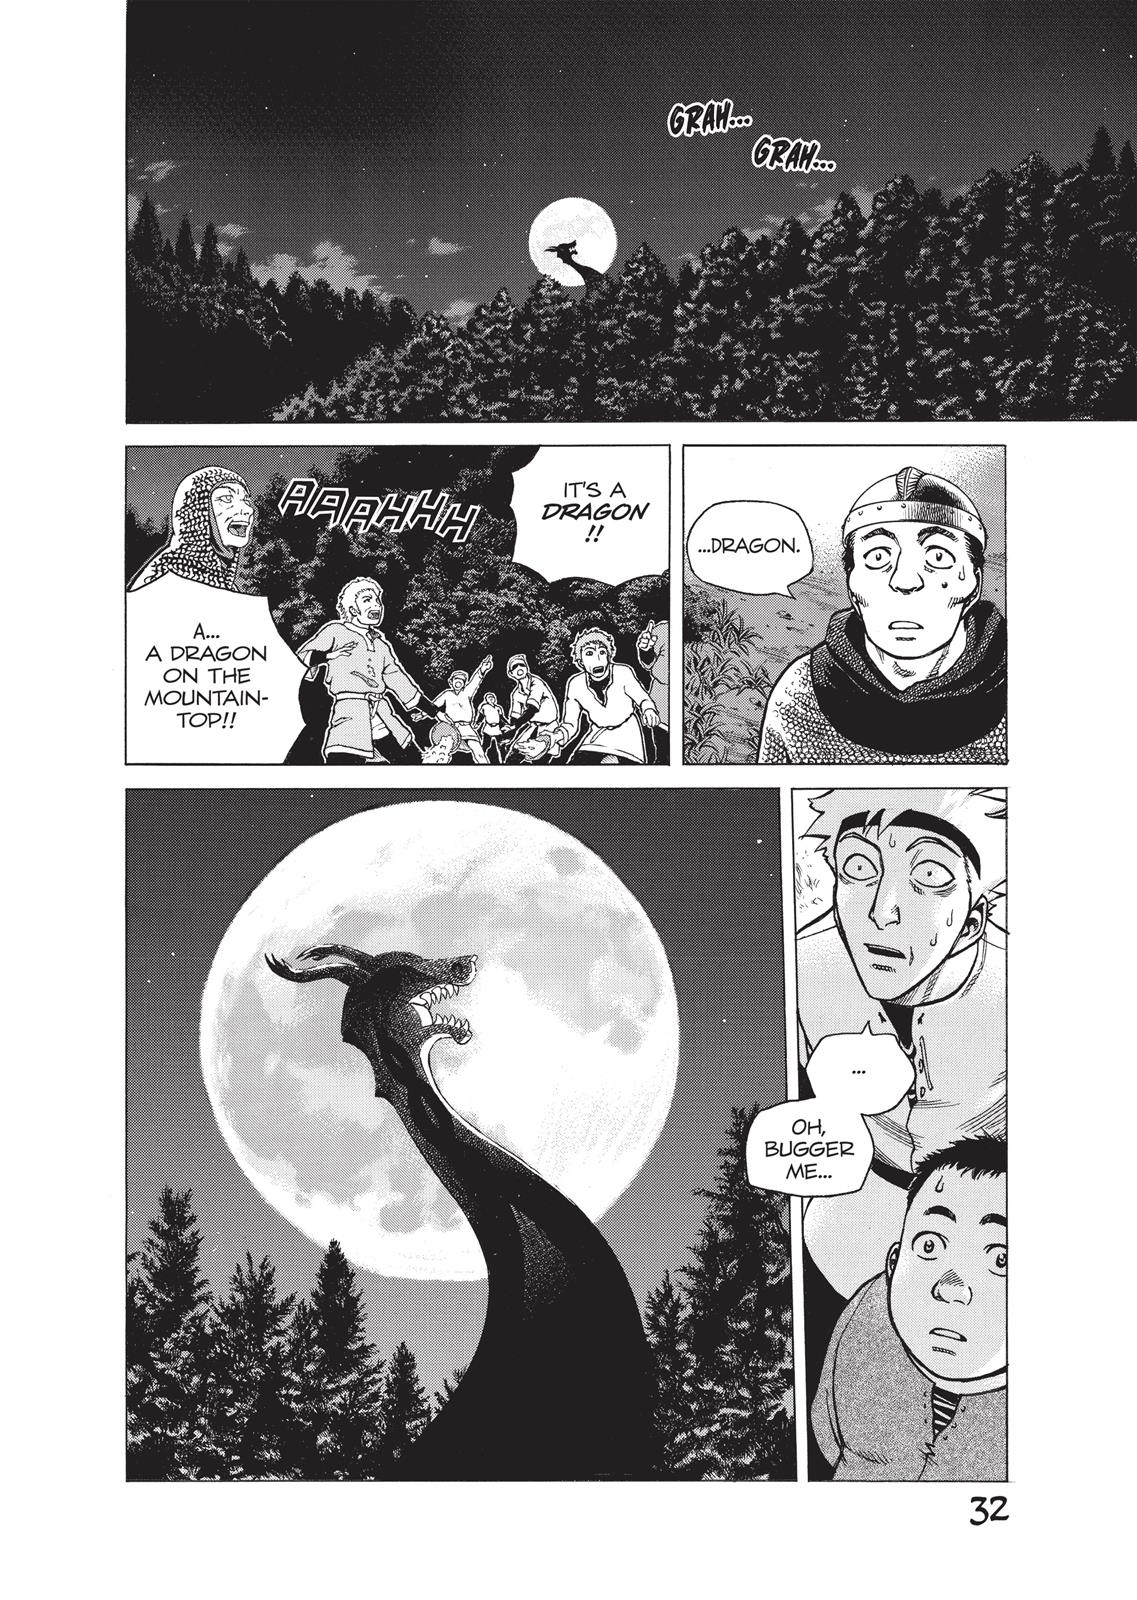 GRAH...
GRAH...
...DRAGON.
IT'S A
DRAGON
!!
AAAHHH
A...
A DRAGON
ON THE
MOUNTAIN-
TOP!!
...
OH,
BUGGER
ME...
32